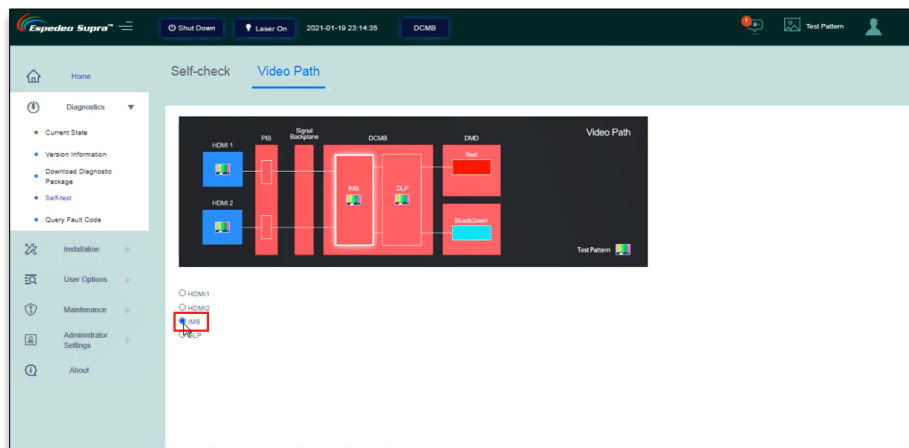 Espedeo Supra™
Shut Down
Laser On
2021-01-19 23:14:35
DCMB
1
Test Pattern
Home
Diagnostics
Current State
Version Information
Download Diagnostic
Package
Self-test
Query Fault Code
Installation
User Options
Maintenance
Administrator
Settings
About
Self-check
Video Path
HDMI 1
PIB
Signal
Backplane
DCMB
DMD
Video Path
Red
IMB
DLP
HDMI 2
Blue&Green
Test Pattern
HDMI1
HDMI2
IMB
DLP